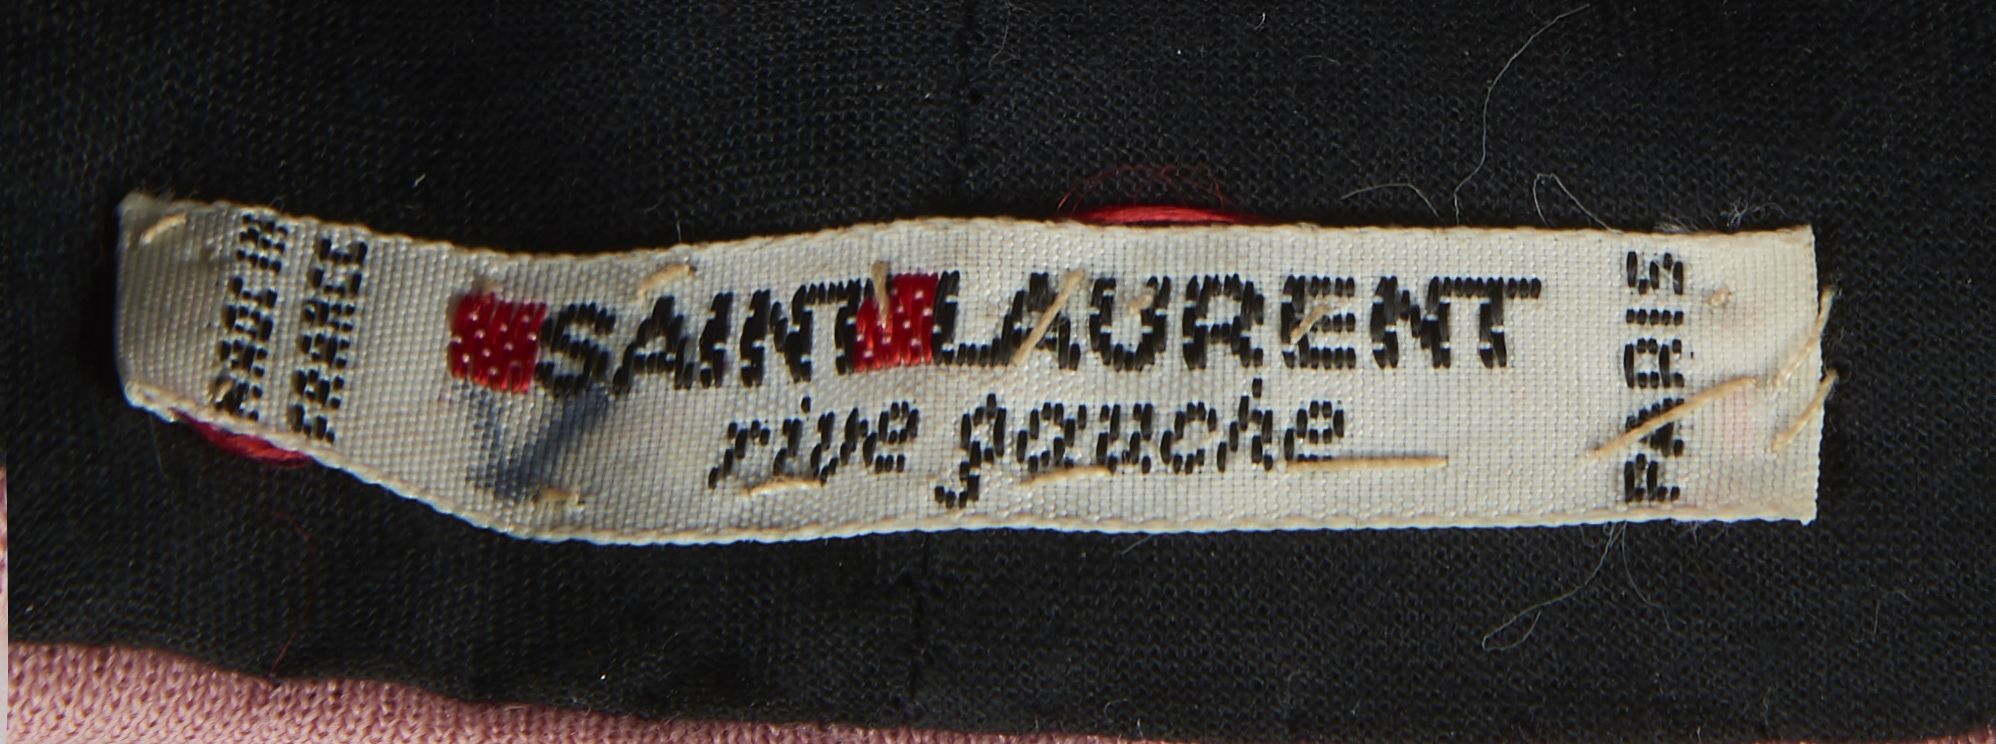 MADE IN
FRANCE
SAINT LAURENT
rive gauche
PARIS